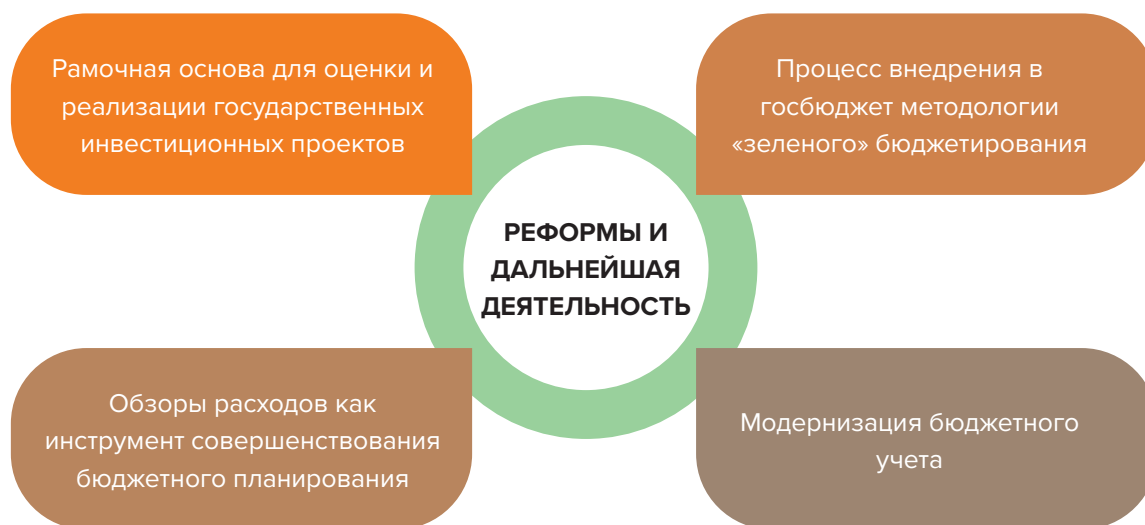 Рамочная основа для оценки и
реализации государственных
инвестиционных проектов
Процесс внедрения в
госбюджет методологии
«зеленого» бюджетирования
РЕФОРМЫ И
ДАЛЬНЕЙШАЯ
ДЕЯТЕЛЬНОСТЬ
Обзоры расходов как
инструмент совершенствования
бюджетного планирования
Модернизация бюджетного
учета